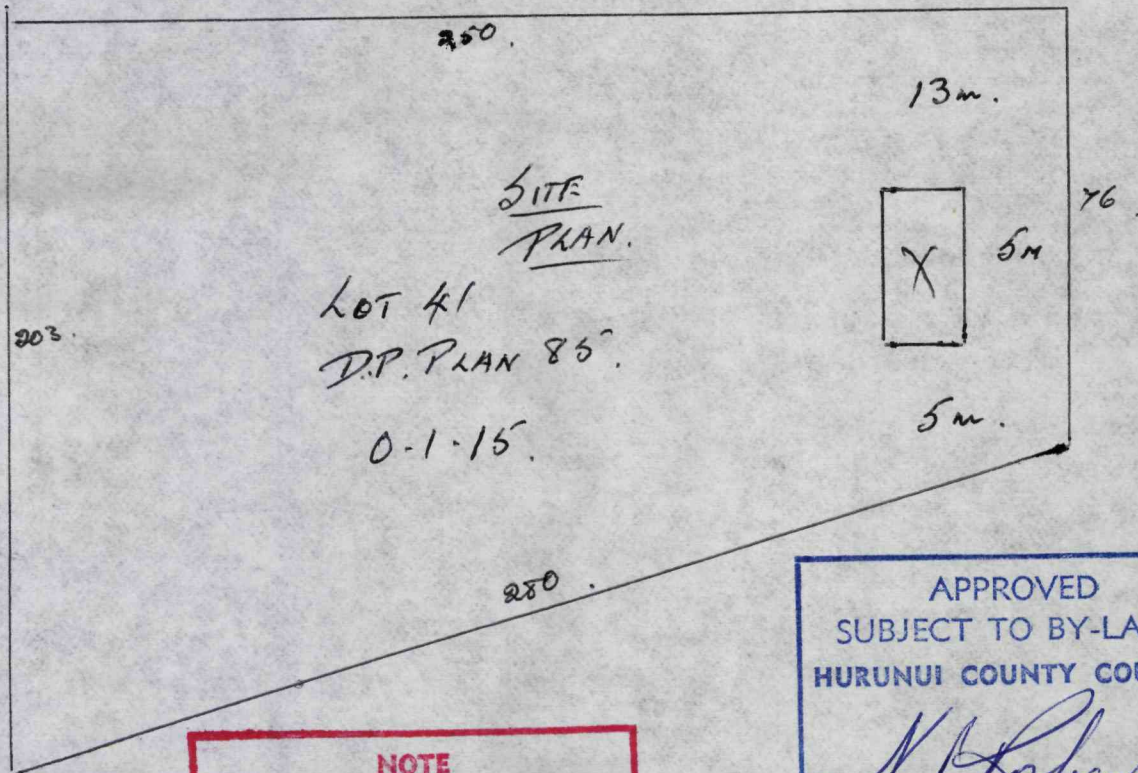 250.
13m.
SITE
PLAN.
76.
X
5m
LOT 41
D.P. PLAN 85.
203.
0-1-15.
5m.
280.
APPROVED
SUBJECT TO BY-LA
HURUNUI COUNTY COU
NOTE